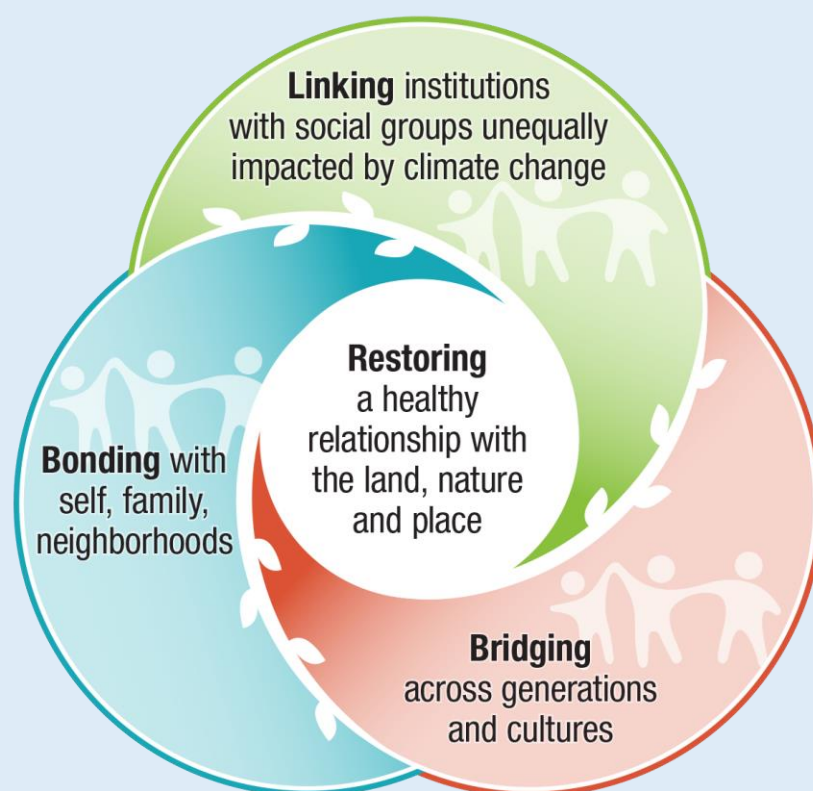 Linking institutions
with social groups unequally
impacted by climate change
Restoring
a healthy
relationship with
the land, nature
and place
Bonding with
self, family,
neighborhoods
Bridging
across generations
and cultures